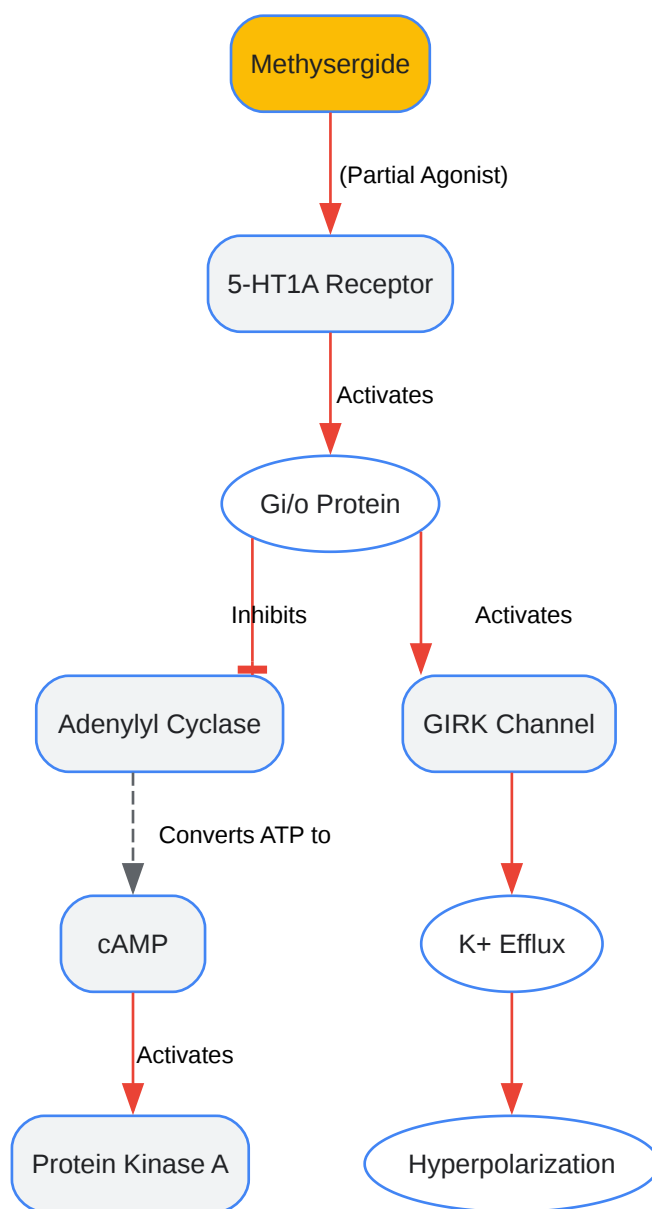 Methysergide
(Partial Agonist)
5-HT1A Receptor
Activates
Gi/o Protein
Inhibits
Activates
Adenylyl Cyclase
GIRK Channel
Converts ATP to
cAMP
K+ Efflux
Activates
Protein Kinase A
Hyperpolarization